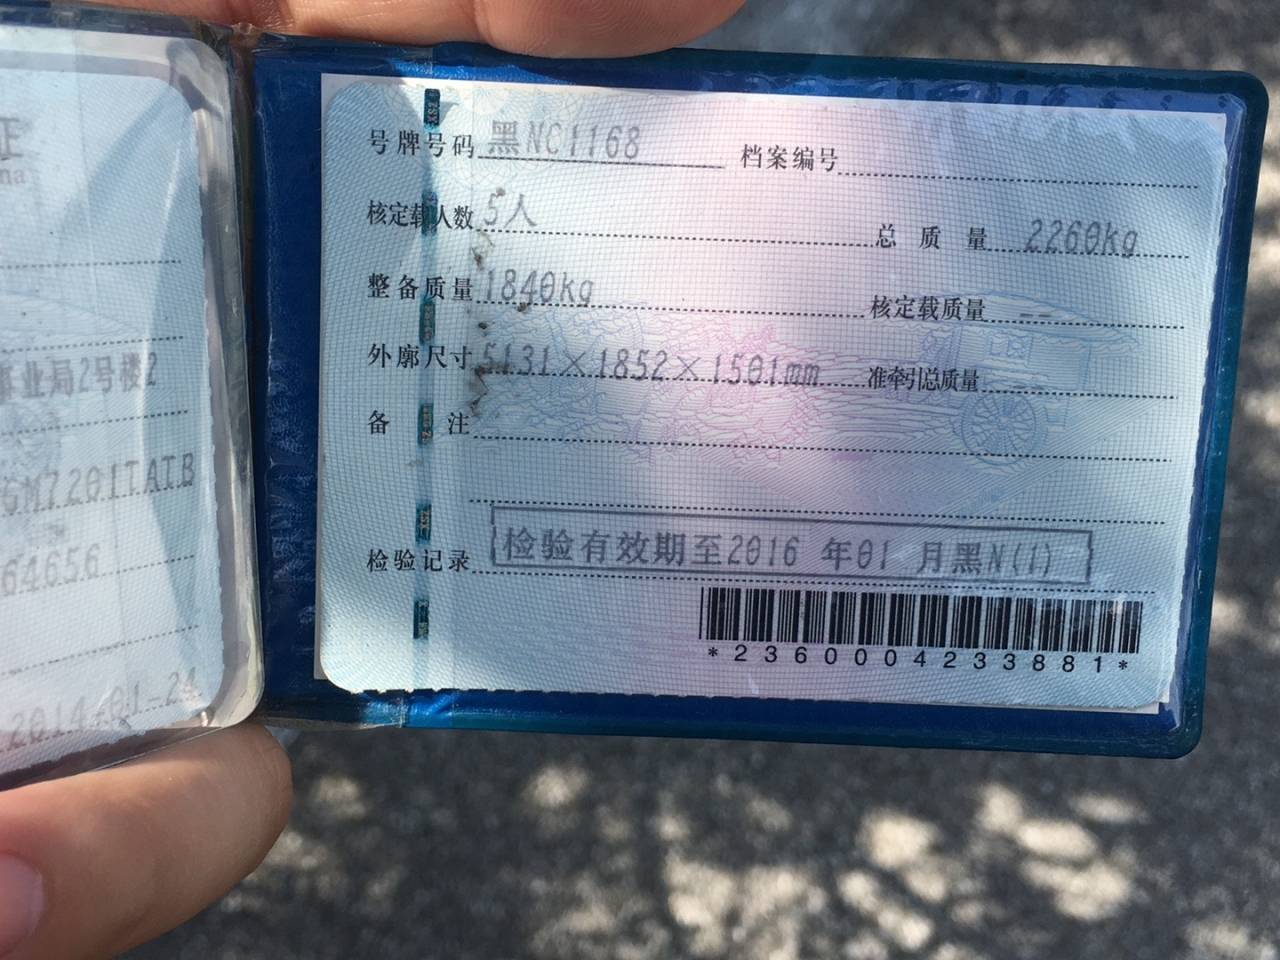 正
na
事业局2号楼2
GM7201TATB
64656
2014-01-24
号牌号码 黑NC1168 档案编号
核定载人数 5人 总质量 2260kg
整备质量 1840kg 核定载质量 --
外廓尺寸 5131×1852×1501mm 准牵引总质量 --
备注
检验记录 检验有效期至2016 年01 月黑N(1)
*2360004233881*